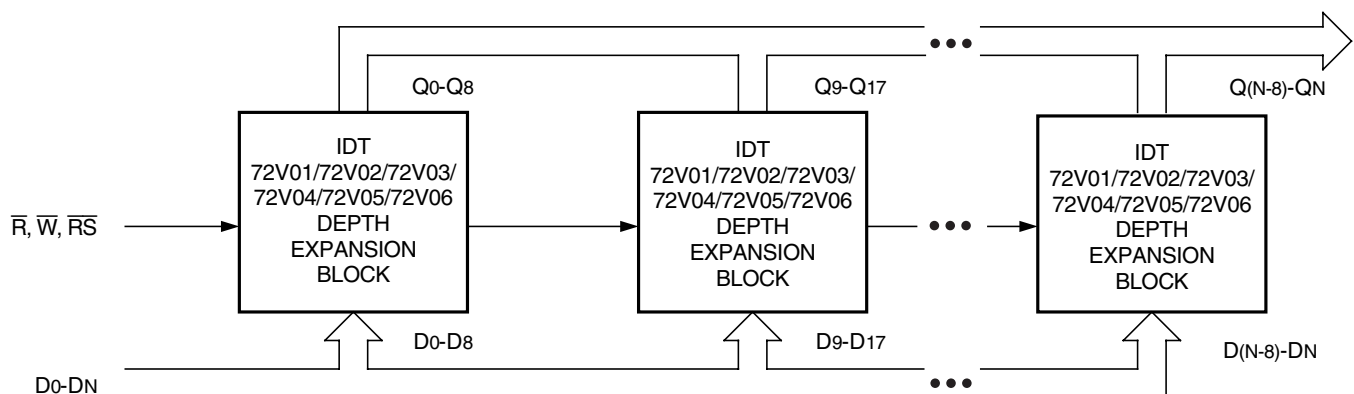 Q0-Q8
Q9-Q17
Q(N-8)-QN
IDT
72V01/72V02/72V03/
72V04/72V05/72V06
DEPTH
EXPANSION
BLOCK
IDT
72V01/72V02/72V03/
72V04/72V05/72V06
DEPTH
EXPANSION
BLOCK
IDT
72V01/72V02/72V03/
72V04/72V05/72V06
DEPTH
EXPANSION
BLOCK
R̅, W̅, R̅S̅
D0-D8
D9-D17
D(N-8)-DN
D0-DN